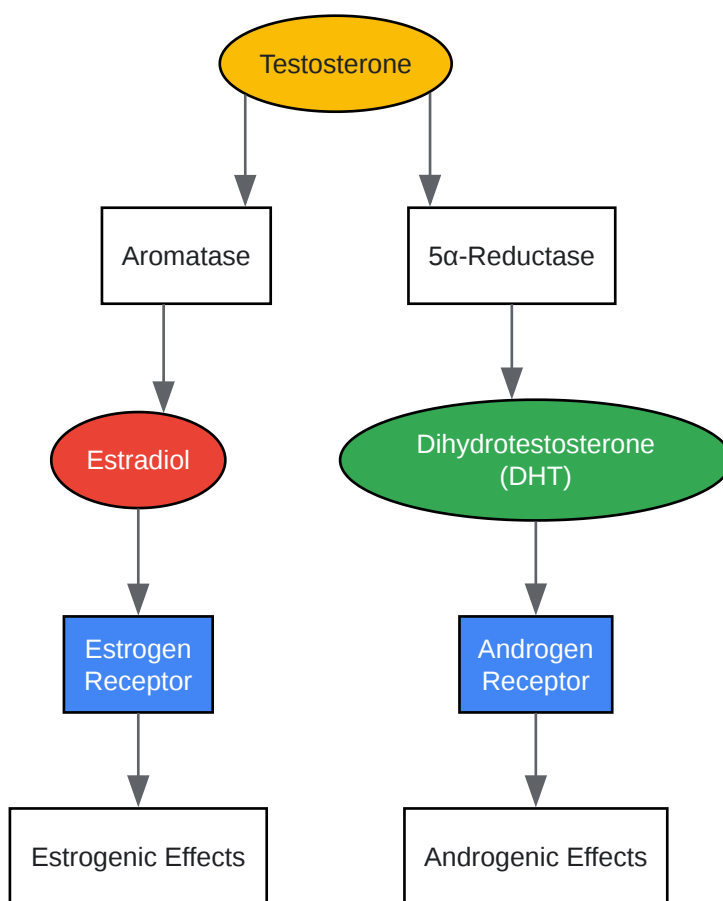 Testosterone
Aromatase
5α-Reductase
Estradiol
Dihydrotestosterone
(DHT)
Estrogen
Receptor
Androgen
Receptor
Estrogenic Effects
Androgenic Effects